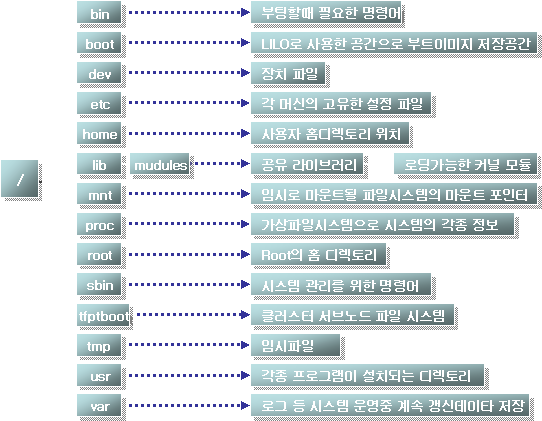 /
bin 부팅할때 필요한 명령어
boot LILO로 사용한 공간으로 부트이미지 저장공간
dev 장치 파일
etc 각 머신의 고유한 설정 파일
home 사용자 홈디렉토리 위치
lib mudules 공유 라이브러리 로딩가능한 커널 모듈
mnt 임시로 마운트될 파일시스템의 마운트 포인터
proc 가상파일시스템으로 시스템의 각종 정보
root Root의 홈 디렉토리
sbin 시스템 관리를 위한 명령어
tfptboot 클러스터 서브노드 파일 시스템
tmp 임시파일
usr 각종 프로그램이 설치되는 디렉토리
var 로그 등 시스템 운영중 계속 갱신데이타 저장